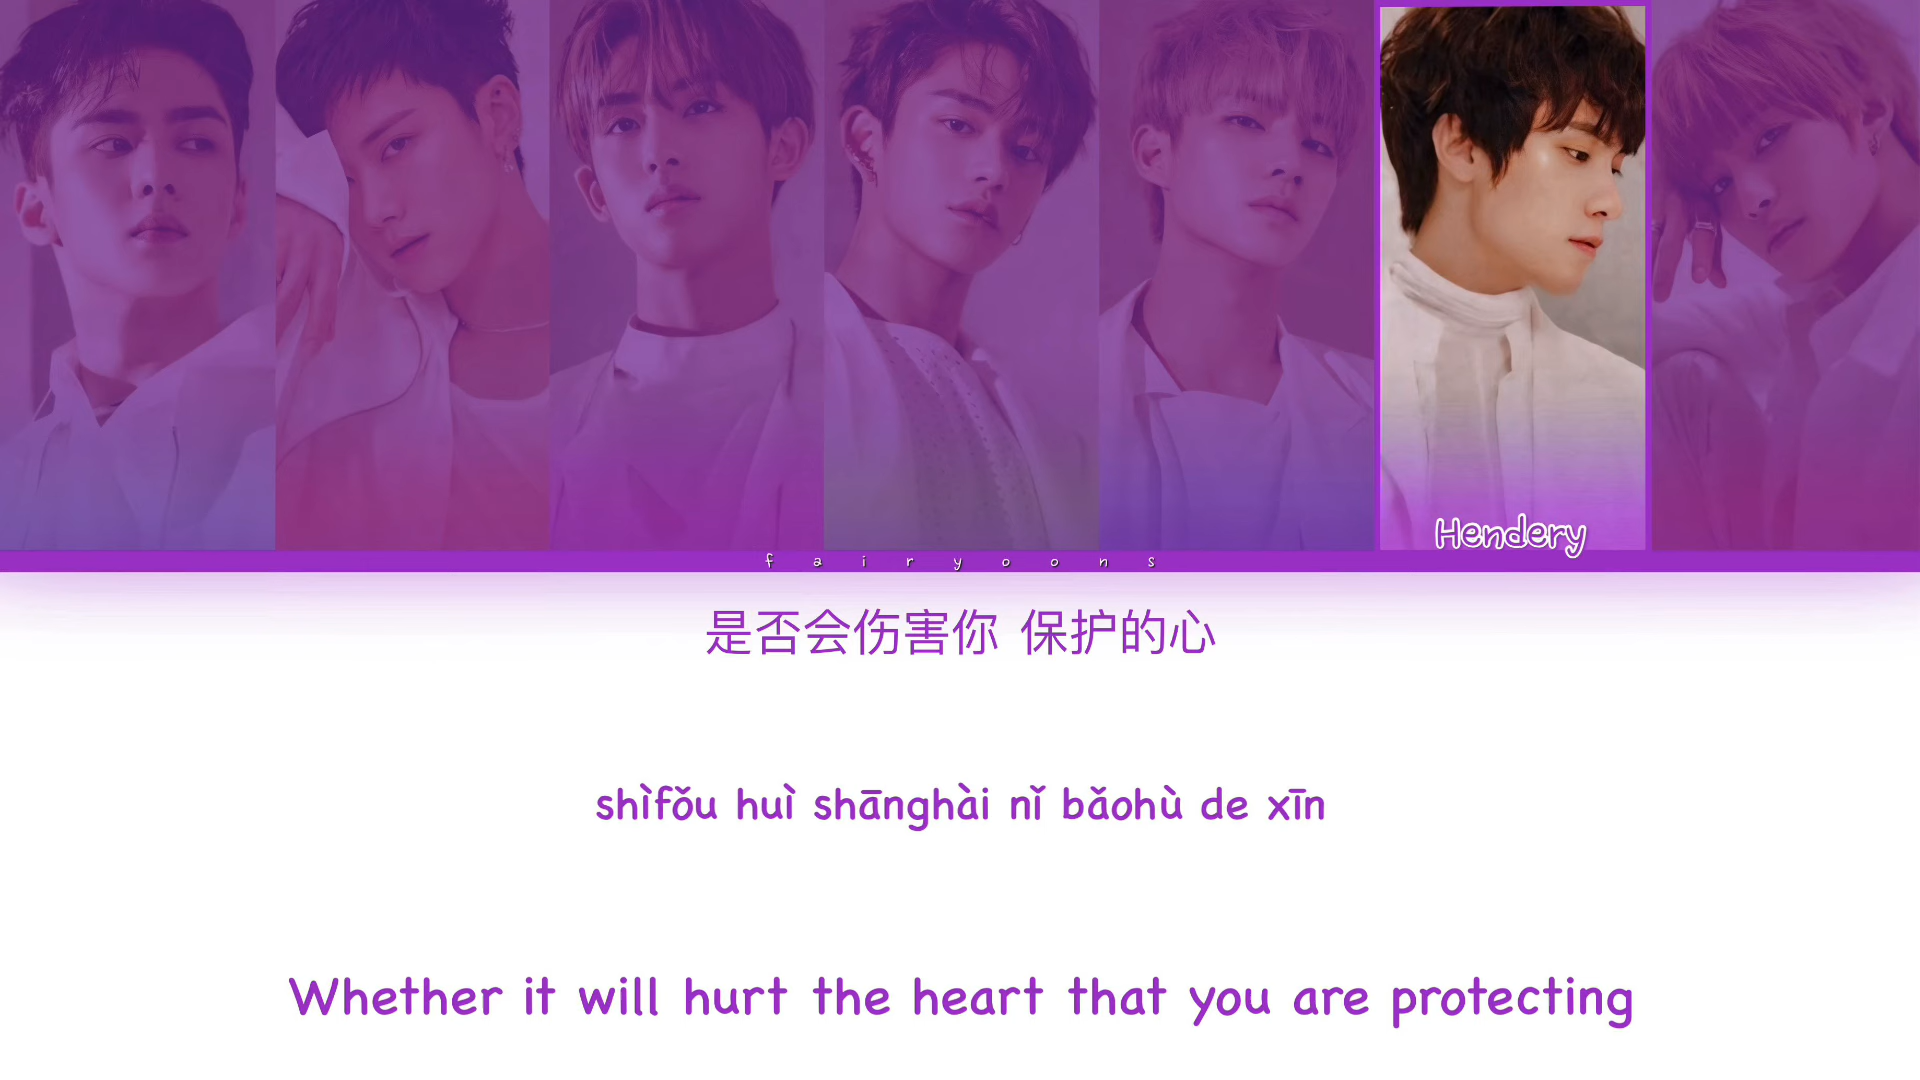 Hendery
fairyoons
是否会伤害你 保护的心
shìfǒu huì shānghài nǐ bǎohù de xīn
Whether it will hurt the heart that you are protecting